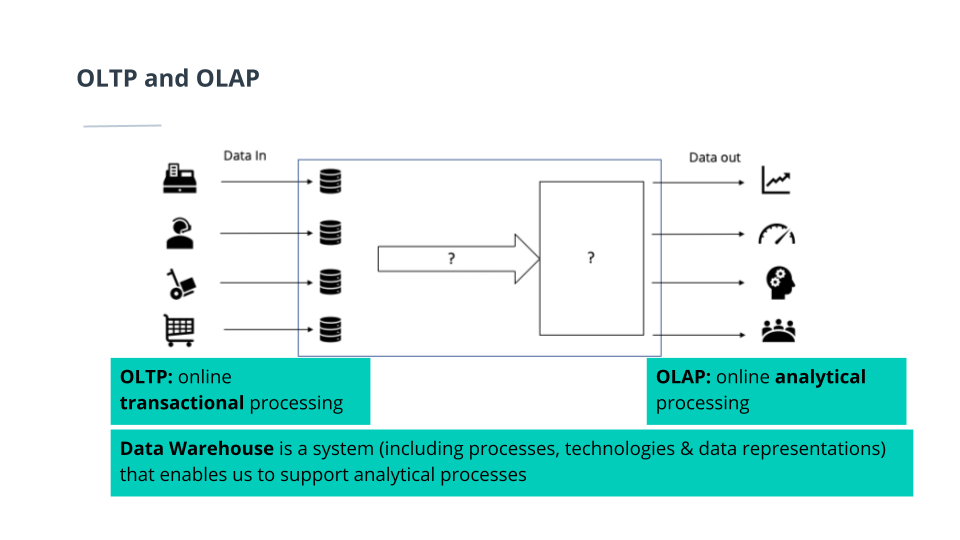 OLTP and OLAP
Data In
Data out
?
?
OLTP: online
transactional processing
OLAP: online analytical
processing
Data Warehouse is a system (including processes, technologies & data representations)
that enables us to support analytical processes